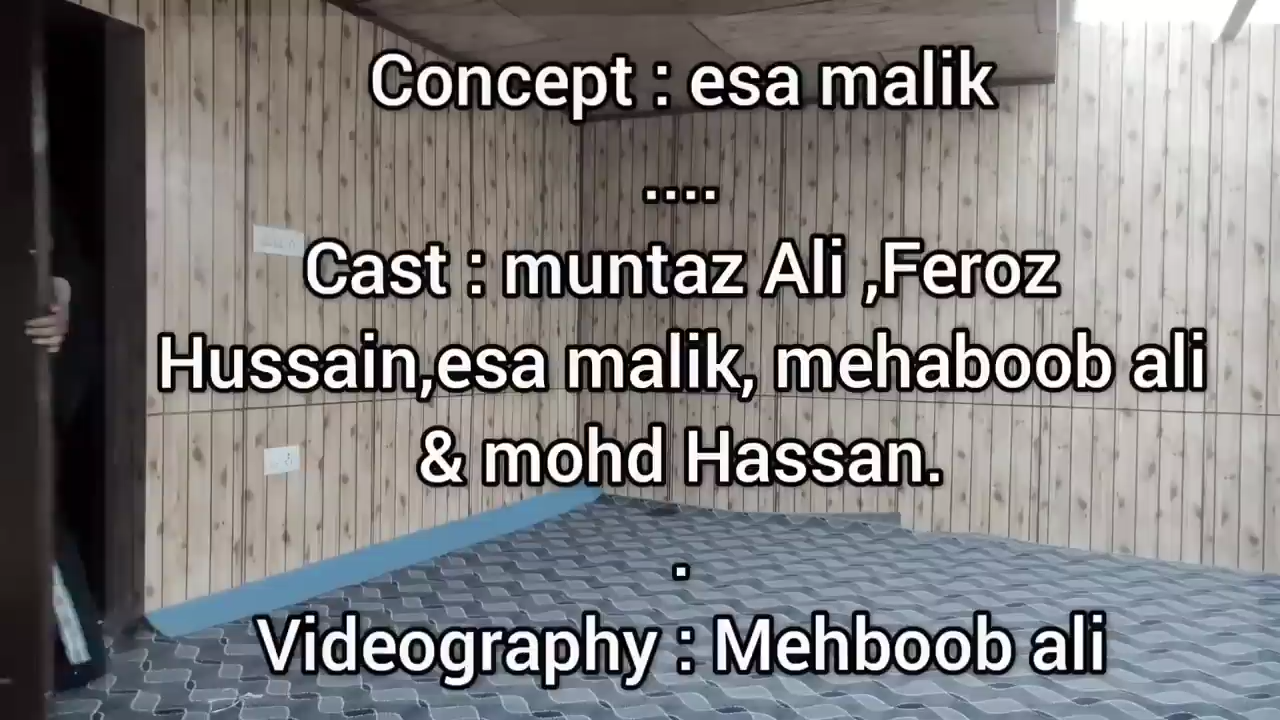 Concept : esa malik
....
Cast : muntaz Ali ,Feroz
Hussain,esa malik, mehaboob ali
& mohd Hassan.
.
Videography : Mehboob ali